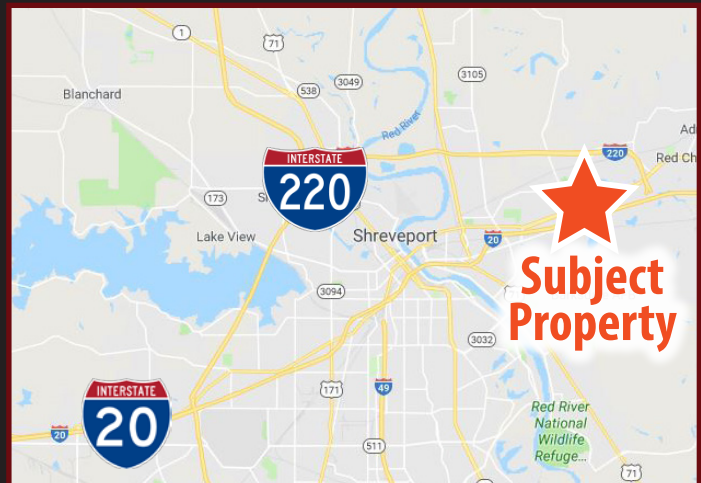 1
71
3049
3105
538
Blanchard
Red River
220
Red Ch
INTERSTATE
220
173
Lake View
Shreveport
20
Subject
Property
3094
3032
INTERSTATE
20
20
171
49
Red River
National
Wildlife
Refuge...
511
71